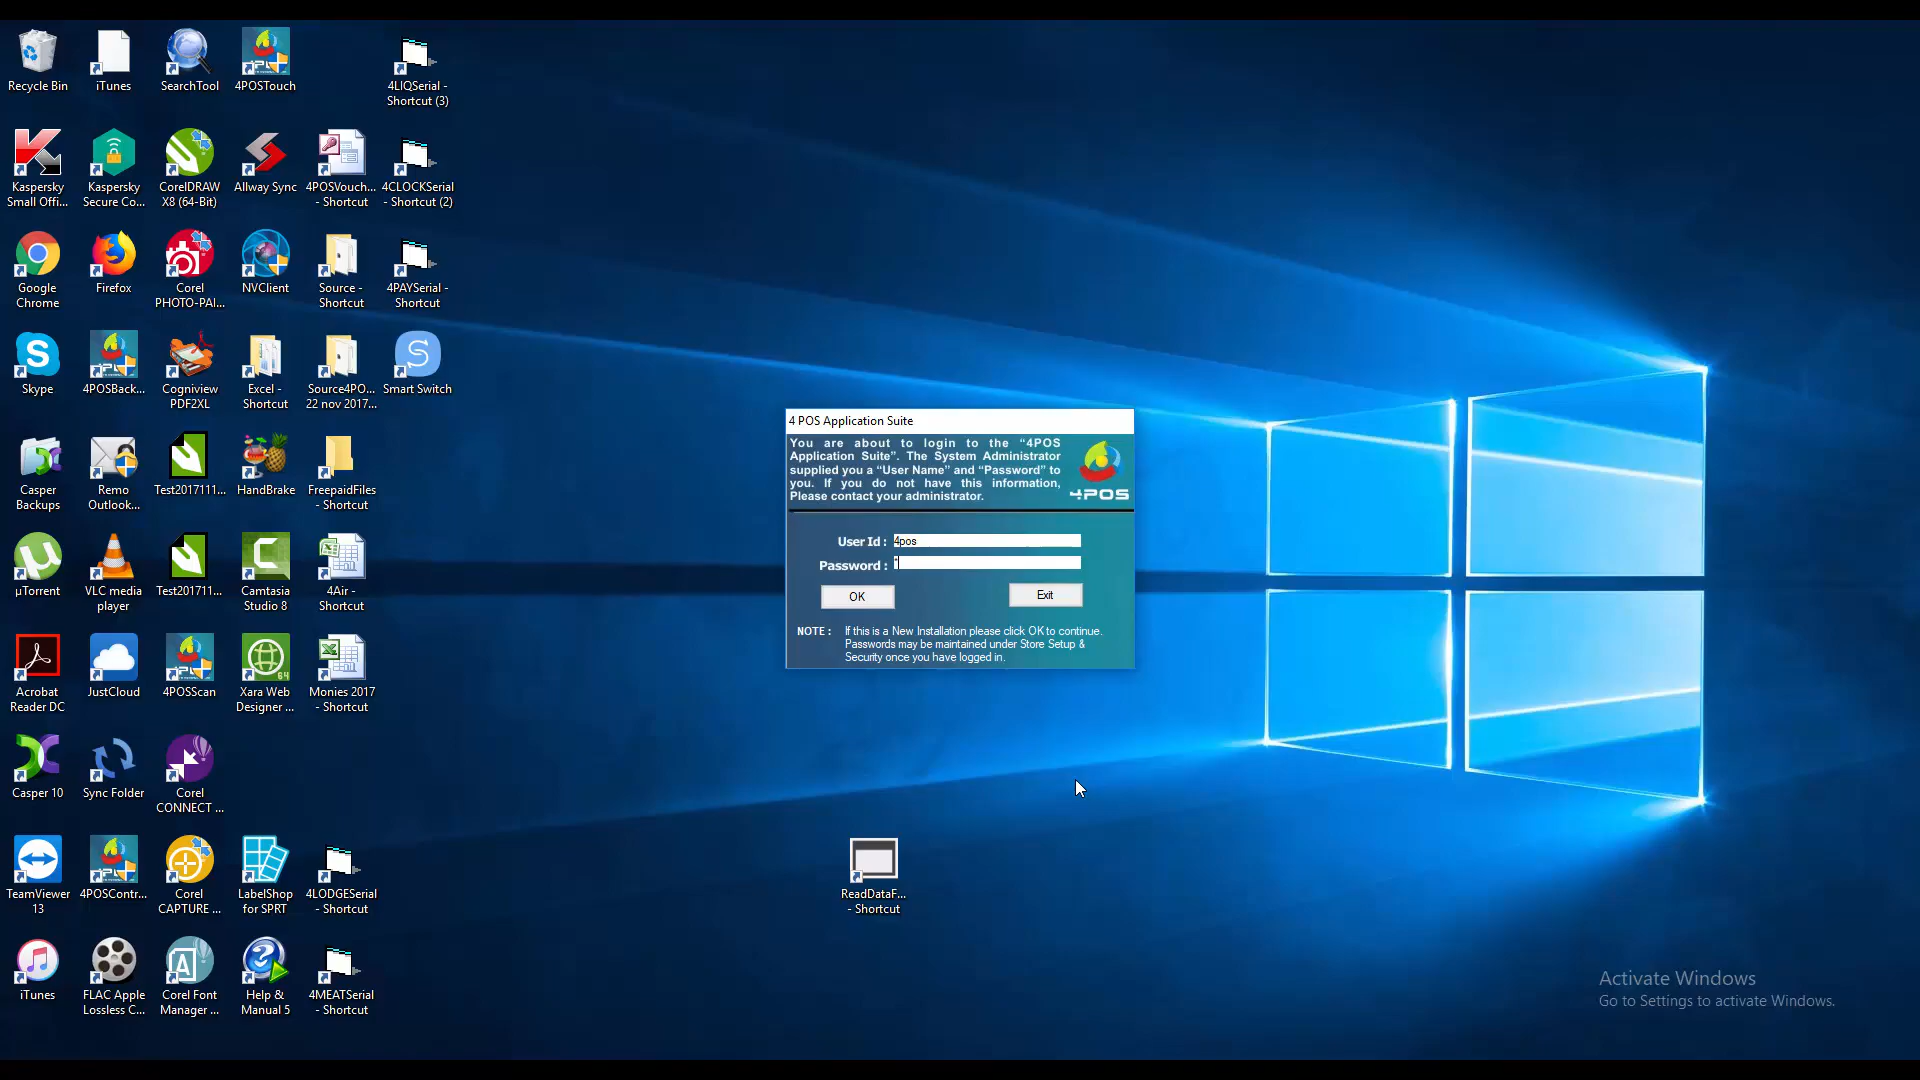 Recycle Bin
iTunes
SearchTool
4POSTouch
4LIQSerial -
Shortcut (3)
Kaspersky
Small Offi...
Kaspersky
Secure Co...
CorelDRAW
X8 (64-Bit)
Allway Sync
4POSVouch...
- Shortcut
4CLOCKSerial
- Shortcut (2)
Google
Chrome
Firefox
Corel
PHOTO-PAI...
NVClient
Source -
Shortcut
4PAYSerial -
Shortcut
Skype
4POSBack...
Cogniview
PDF2XL
Excel -
Shortcut
Source4PO...
22 nov 2017...
Smart Switch
Casper
Backups
Remo
Outlook...
Test2017111...
HandBrake
FreepaidFiles
- Shortcut
µTorrent
VLC media
player
Test201711...
Camtasia
Studio 8
4Air -
Shortcut
Acrobat
Reader DC
JustCloud
4POSScan
Xara Web
Designer ...
Monies 2017
- Shortcut
Casper 10
Sync Folder
Corel
CONNECT ...
TeamViewer
13
4POSContr...
Corel
CAPTURE ...
LabelShop
for SPRT
4LODGESerial
- Shortcut
iTunes
FLAC Apple
Lossless C...
Corel Font
Manager ...
Help &
Manual 5
4MEATSerial
- Shortcut
4 POS Application Suite
You are about to login to the “4POS
Application Suite”. The System Administrator
supplied you a “User Name” and “Password” to
you. If you do not have this information,
Please contact your administrator.
4POS
User Id :
4pos
Password :
OK
Exit
NOTE :
If this is a New Installation please click OK to continue.
Passwords may be maintained under Store Setup &
Security once you have logged in.
ReadDataF...
- Shortcut
Activate Windows
Go to Settings to activate Windows.